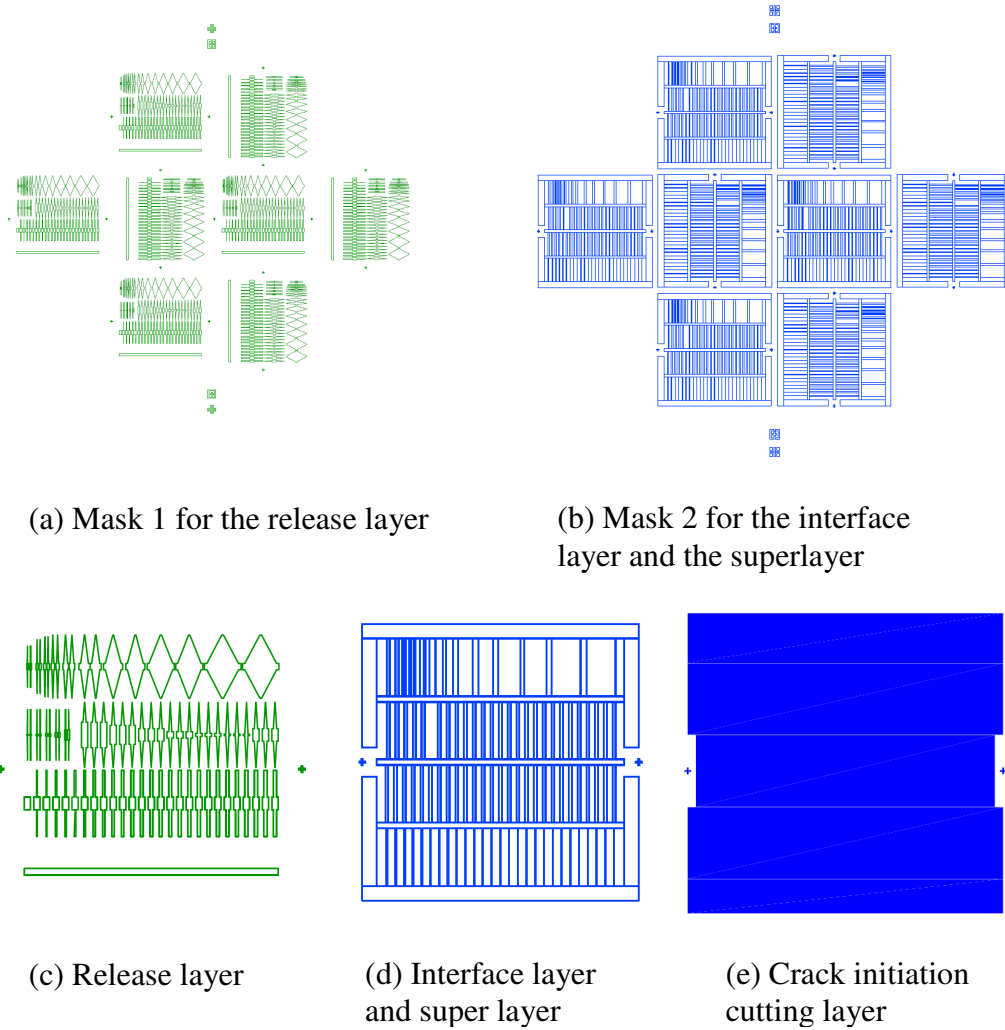 (a) Mask 1 for the release layer
(b) Mask 2 for the interface
layer and the superlayer
(c) Release layer
(d) Interface layer
and super layer
(e) Crack initiation
cutting layer